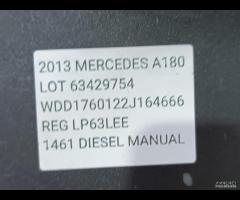 2013 MERCEDES A180
LOT 63429754
WDD1760122J164666
REG LP63LEE
1461 DIESEL MANUAL